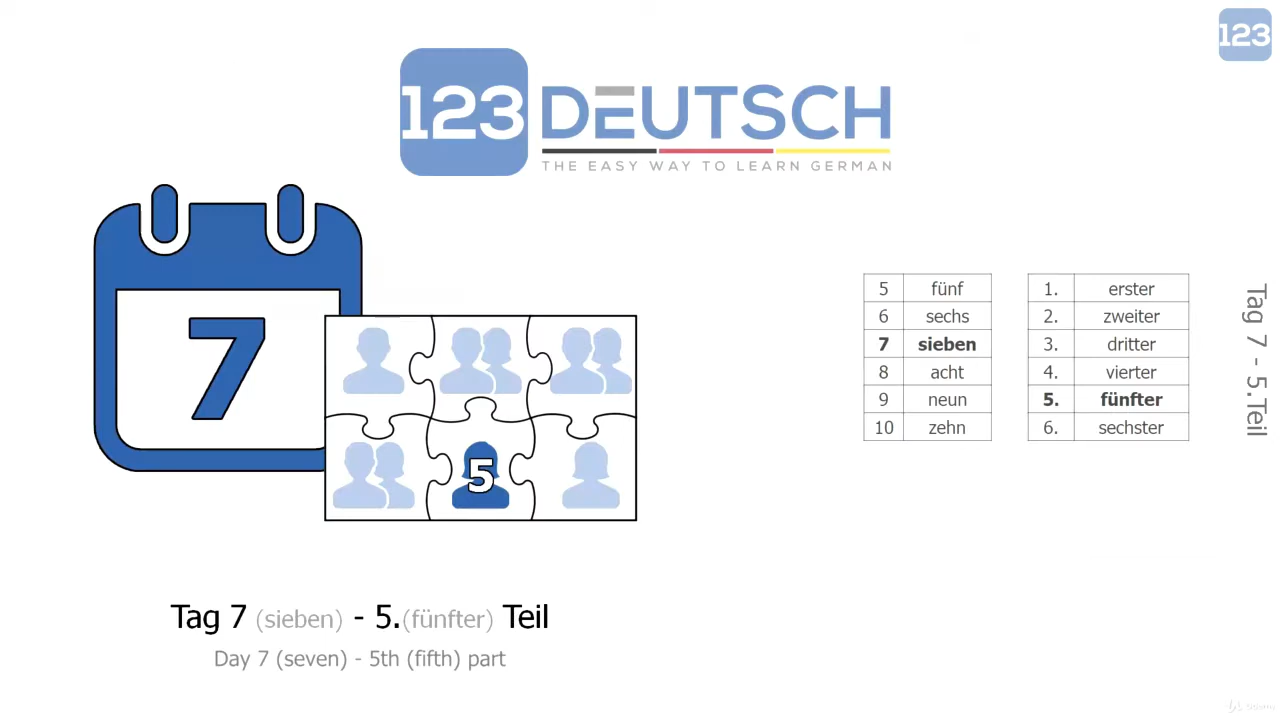 123
123 DEUTSCH
THE EASY WAY TO LEARN GERMAN
7
5
5 fünf
6 sechs
7 sieben
8 acht
9 neun
10 zehn
1. erster
2. zweiter
3. dritter
4. vierter
5. fünfter
6. sechster
Tag 7 - 5.Teil
Tag 7 (sieben) - 5.(fünfter) Teil
Day 7 (seven) - 5th (fifth) part